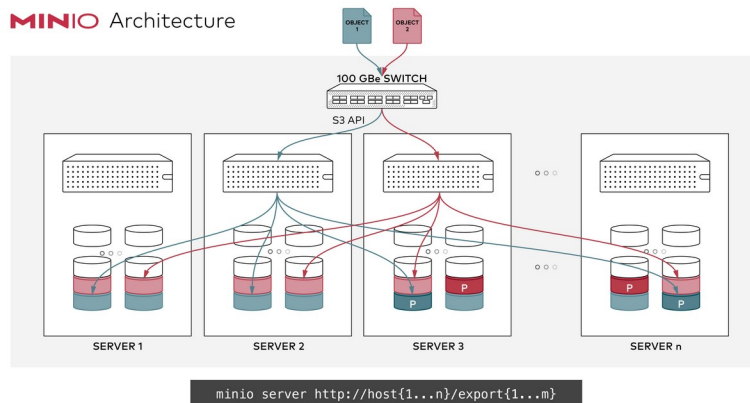 MINIO Architecture
OBJECT
1
OBJECT
2
100 GBe SWITCH
S3 API
P
P
P
P
SERVER 1
SERVER 2
SERVER 3
SERVER n
minio server http://host{1...n}/export{1...m}